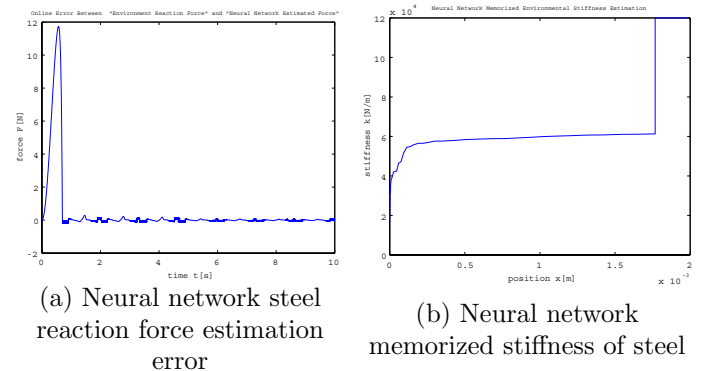 Online Error Between "Environment Reaction Force" and "Neural Network Estimated Force"
12
10
8
6
4
2
0
-2
force F[N]
0 2 4 6 8 10
time t[s]
(a) Neural network steel
reaction force estimation
error
x 10^4
Neural Network Memorized Environmental Stiffness Estimation
12
10
8
6
4
2
0
stiffness k[N/m]
0 0.5 1 1.5 2
position x[m]
x 10^-3
(b) Neural network
memorized stiffness of steel